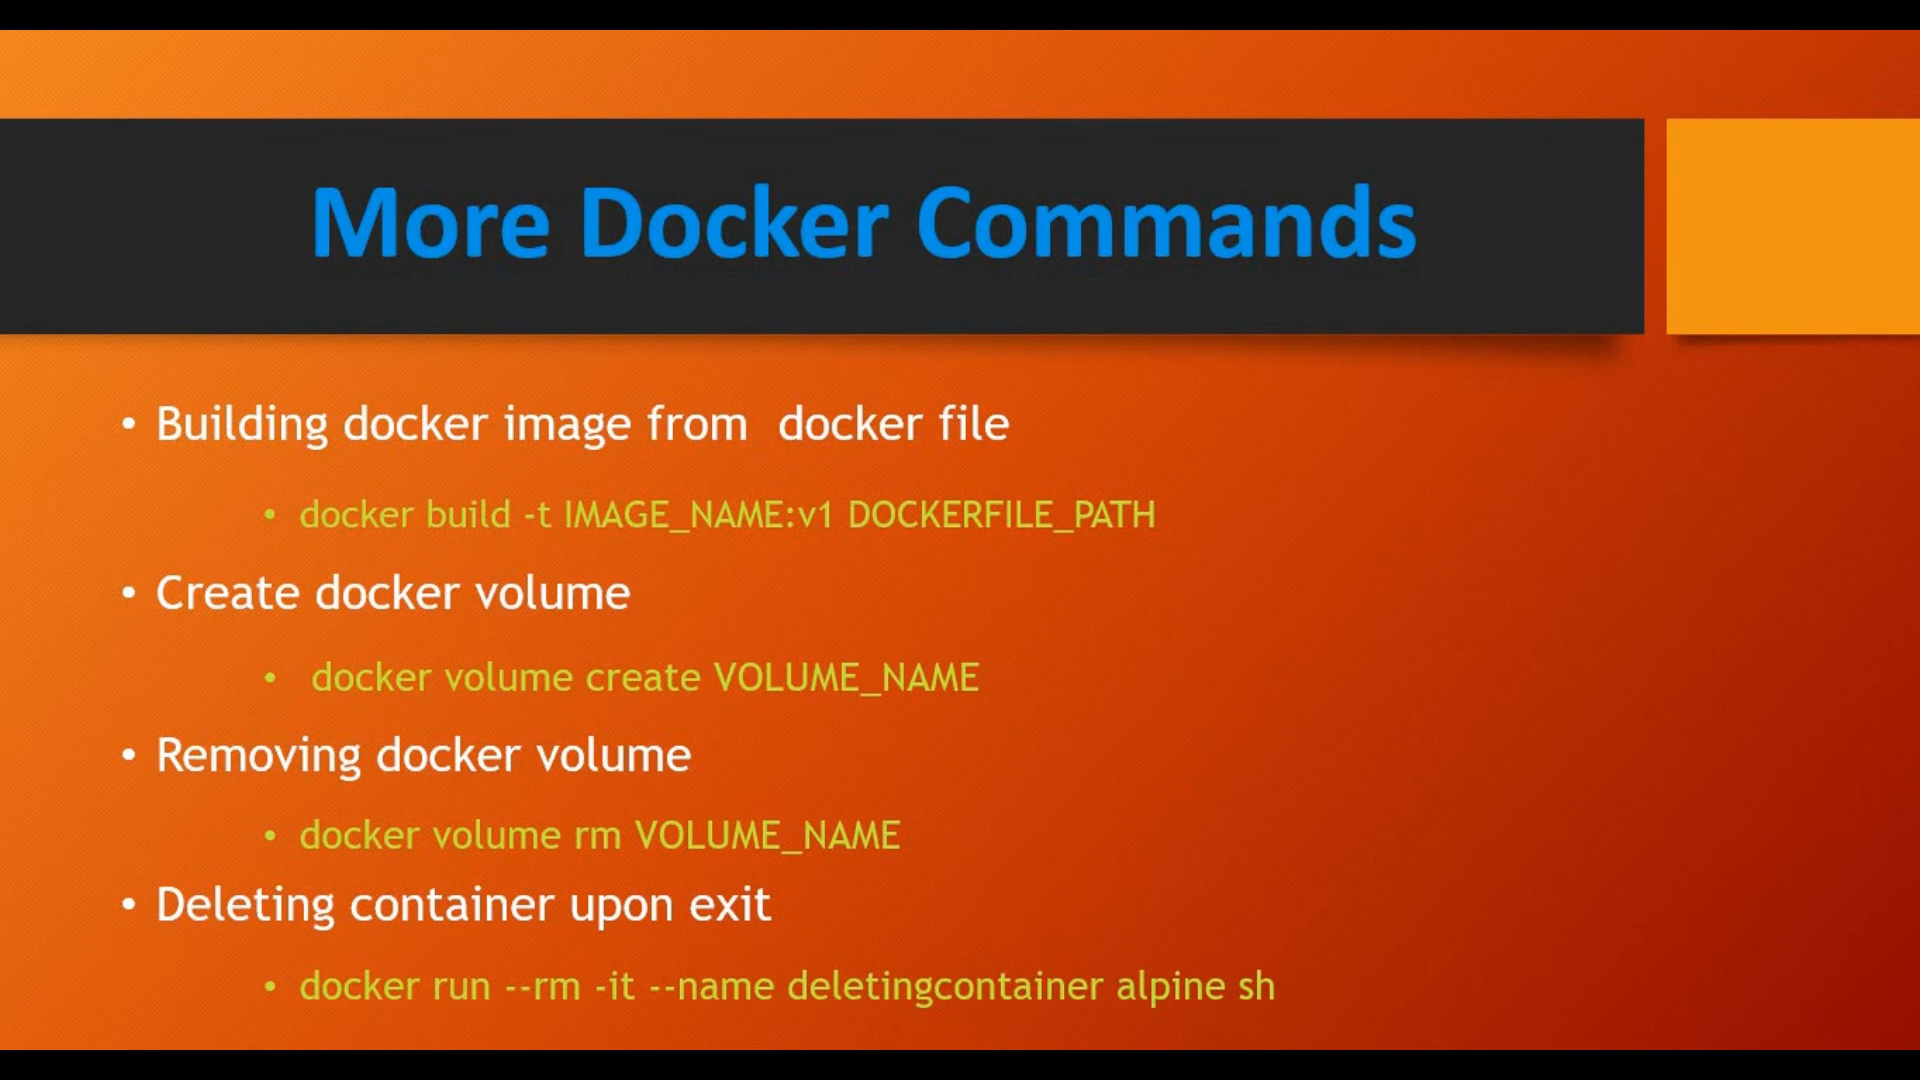 More Docker Commands
• Building docker image from  docker file
• docker build -t IMAGE_NAME:v1 DOCKERFILE_PATH
• Create docker volume
• docker volume create VOLUME_NAME
• Removing docker volume
• docker volume rm VOLUME_NAME
• Deleting container upon exit
• docker run --rm -it --name deletingcontainer alpine sh